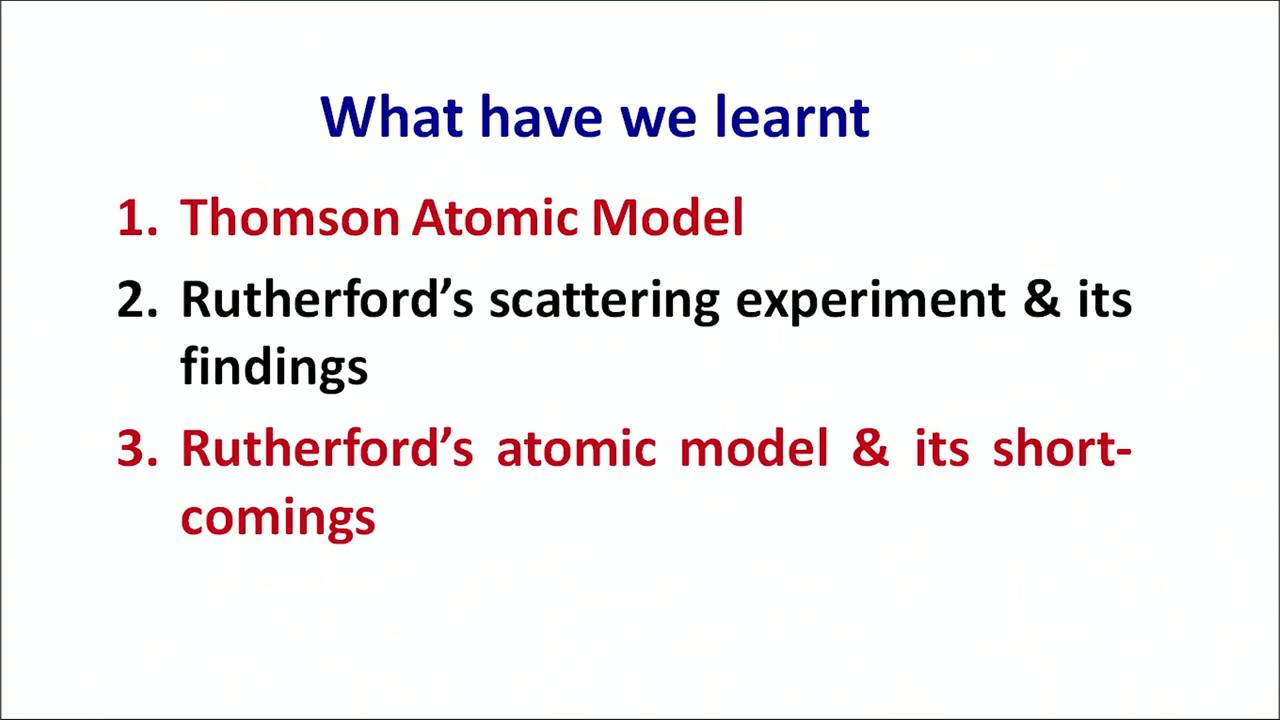 What have we learnt
1. Thomson Atomic Model
2. Rutherford’s scattering experiment & its
findings
3. Rutherford’s atomic model & its short-
comings